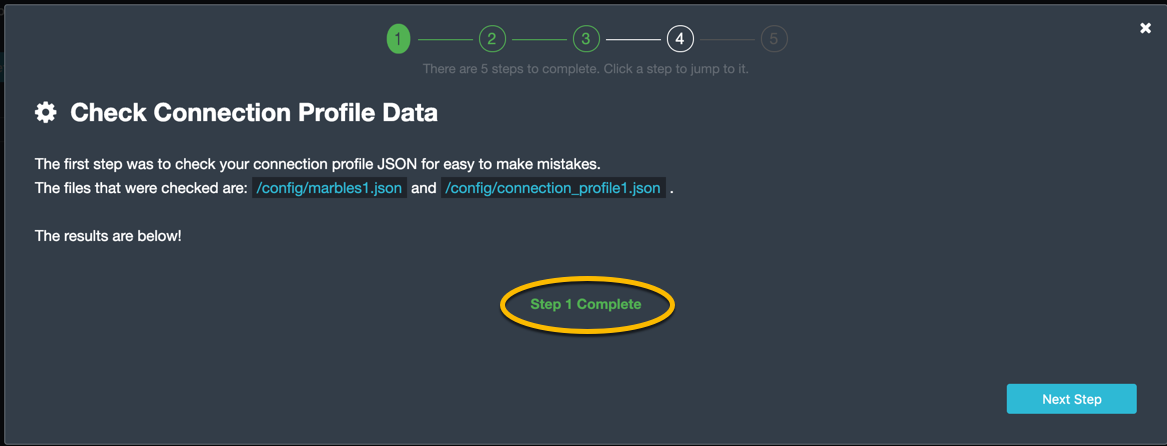 1 2 3 4 5
There are 5 steps to complete. Click a step to jump to it.
Check Connection Profile Data
The first step was to check your connection profile JSON for easy to make mistakes.
The files that were checked are: /config/marbles1.json and /config/connection_profile1.json .
The results are below!
Step 1 Complete
Next Step